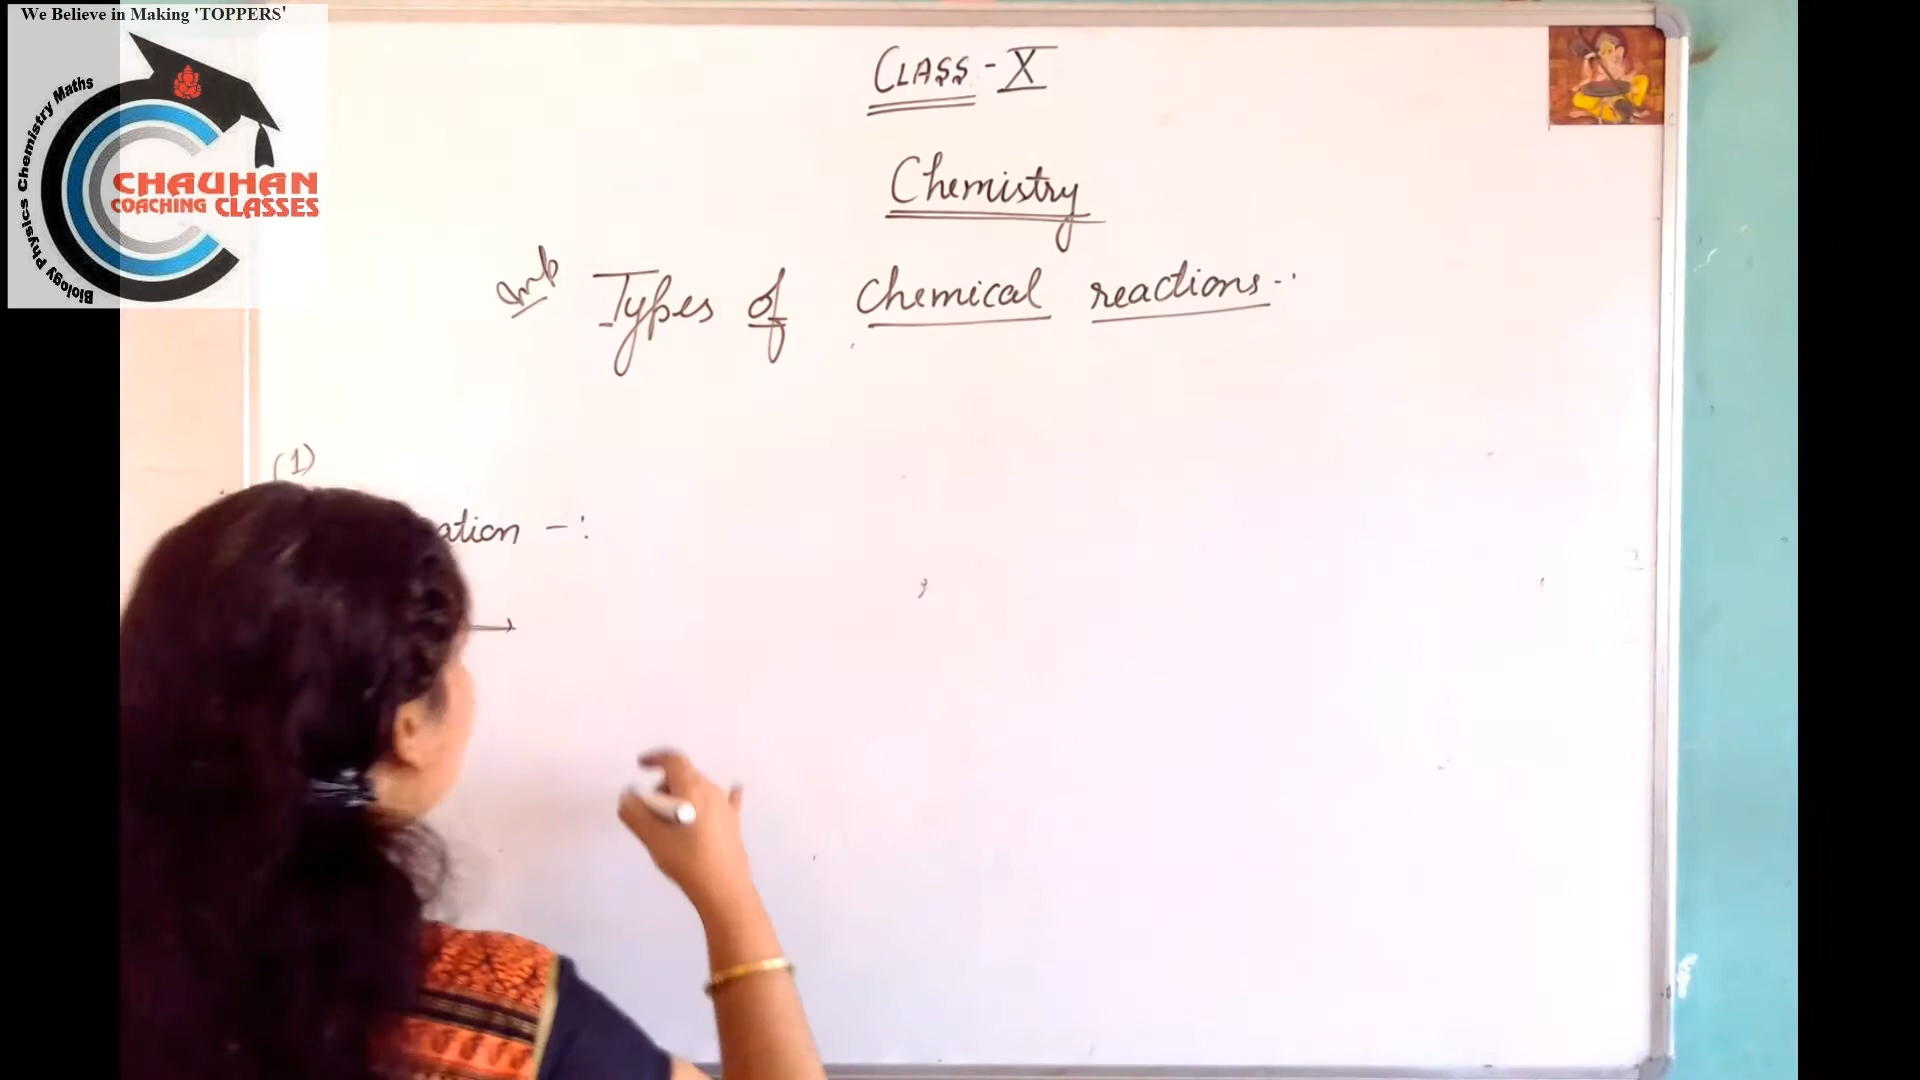 We Believe in Making 'TOPPERS'
Biology Physics Chemistry Maths
CHAUHAN
COACHING CLASSES
CLASS - X
Chemistry
Imp Types of Chemical reactions -:
(1)
-: